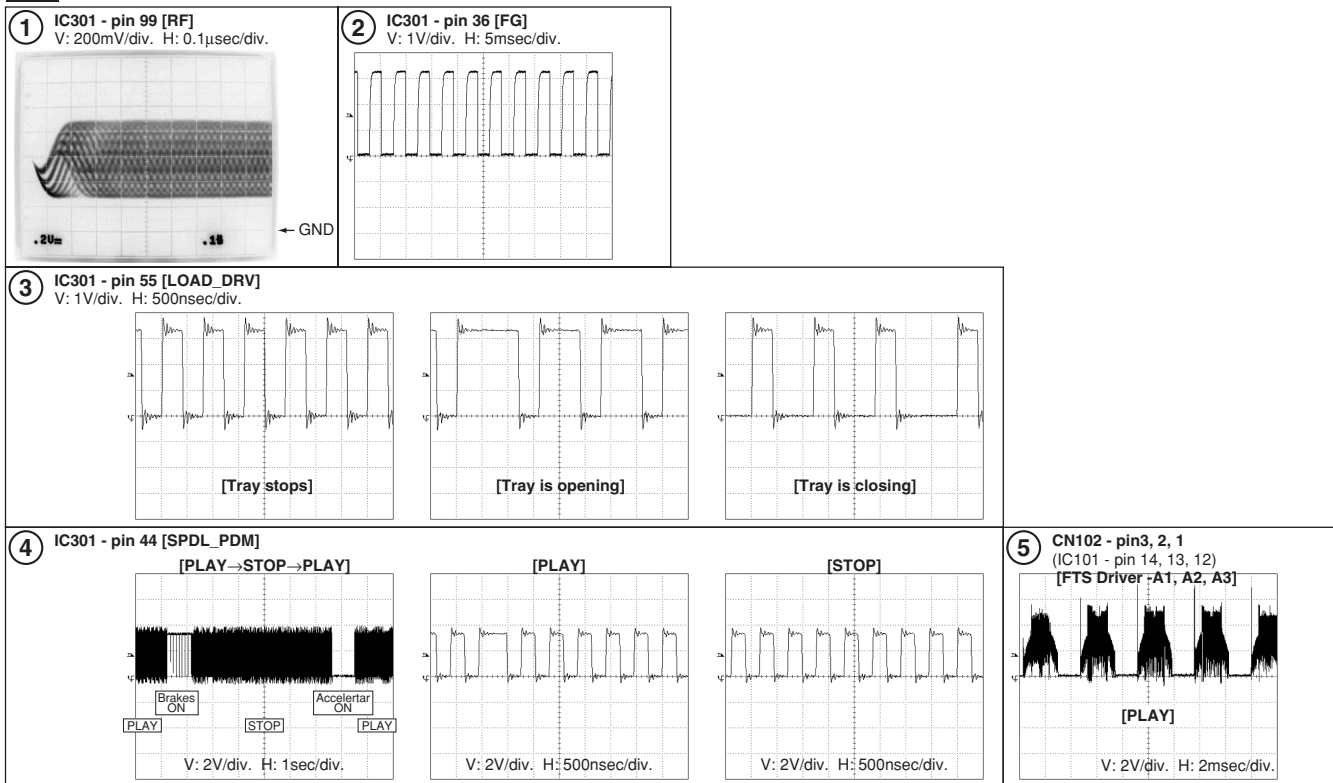 1 IC301 - pin 99 [RF]
V: 200mV/div. H: 0.1µsec/div.
.2V=
← GND
2 IC301 - pin 36 [FG]
V: 1V/div. H: 5msec/div.
3 IC301 - pin 55 [LOAD_DRV]
V: 1V/div. H: 500nsec/div.
[Tray stops]
[Tray is opening]
[Tray is closing]
4 IC301 - pin 44 [SPDL_PDM]
[PLAY→STOP→PLAY]
Brakes
ON
Accelertar
ON
PLAY
STOP
PLAY
V: 2V/div. H: 1sec/div.
[PLAY]
V: 2V/div. H: 500nsec/div.
[STOP]
V: 2V/div. H: 500nsec/div.
5 CN102 - pin3, 2, 1
(IC101 - pin 14, 13, 12)
[FTS Driver -A1, A2, A3]
[PLAY]
V: 2V/div. H: 2msec/div.